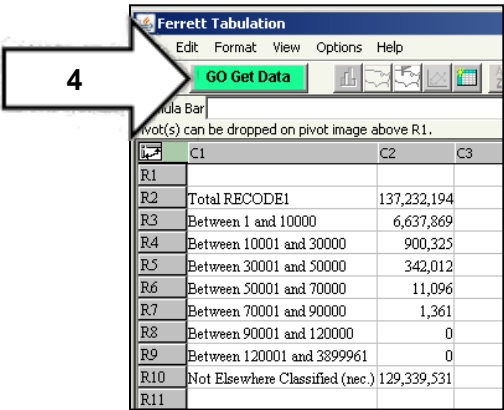 Ferrett Tabulation
Edit Format View Options Help
4
GO Get Data
Bar
can be dropped on pivot image above R1.
C1 C2 C3
R1
R2 Total RECODE1 137,232,194
R3 Between 1 and 10000 6,637,869
R4 Between 10001 and 30000 900,325
R5 Between 30001 and 50000 342,012
R6 Between 50001 and 70000 11,096
R7 Between 70001 and 90000 1,361
R8 Between 90001 and 120000 0
R9 Between 120001 and 3899961 0
R10 Not Elsewhere Classified (nec.) 129,339,531
R11